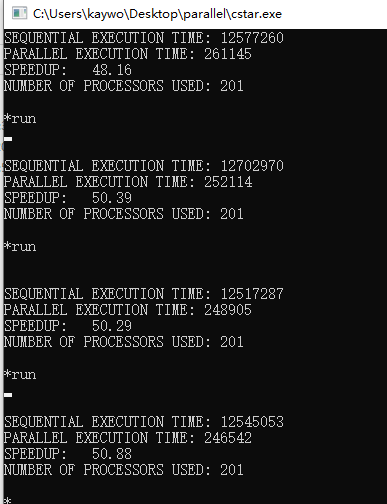 C:\Users\kaywo\Desktop\parallel\cstar.exe
SEQUENTIAL EXECUTION TIME: 12577260
PARALLEL EXECUTION TIME: 261145
SPEEDUP:   48.16
NUMBER OF PROCESSORS USED: 201
*run
SEQUENTIAL EXECUTION TIME: 12702970
PARALLEL EXECUTION TIME: 252114
SPEEDUP:   50.39
NUMBER OF PROCESSORS USED: 201
*run
SEQUENTIAL EXECUTION TIME: 12517287
PARALLEL EXECUTION TIME: 248905
SPEEDUP:   50.29
NUMBER OF PROCESSORS USED: 201
*run
SEQUENTIAL EXECUTION TIME: 12545053
PARALLEL EXECUTION TIME: 246542
SPEEDUP:   50.88
NUMBER OF PROCESSORS USED: 201
*